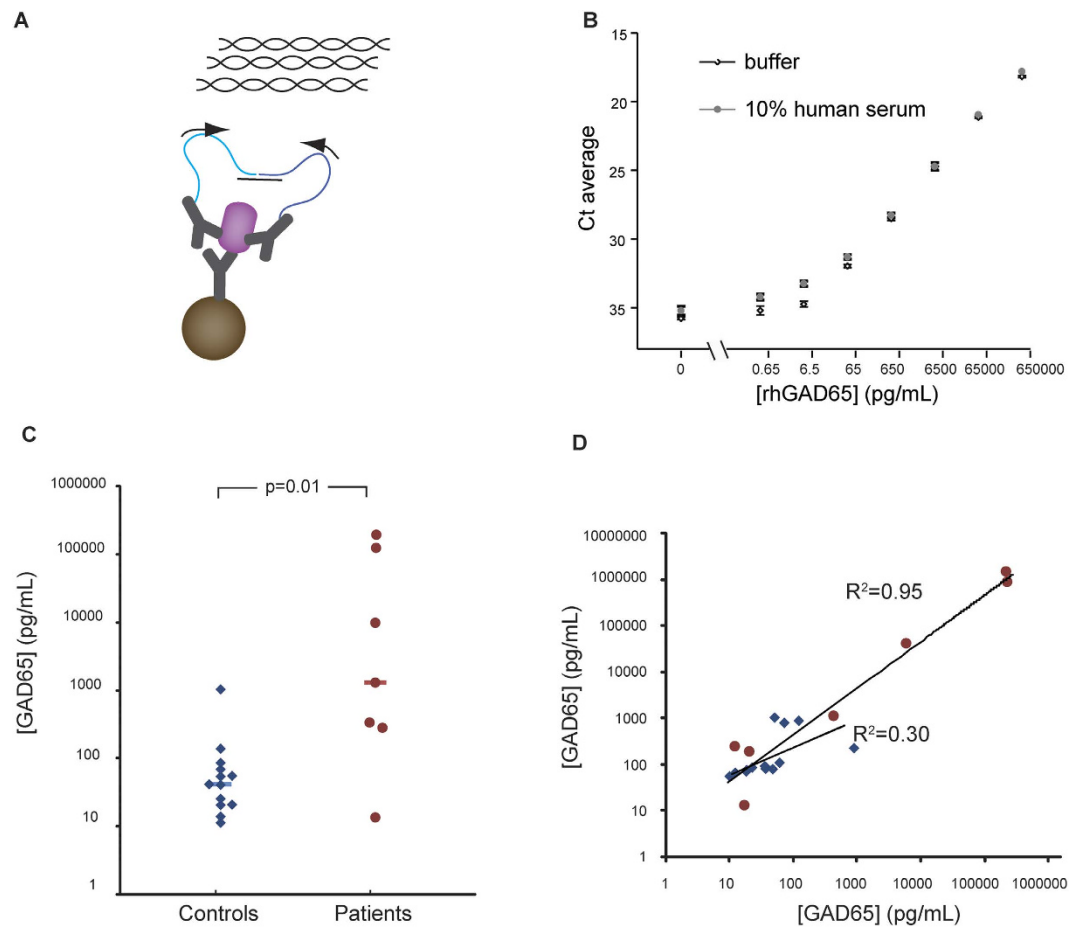 A
B
15
20
25
30
35
Ct average
buffer
10% human serum
0 0.65 6.5 65 650 6500 65000 650000
[rhGAD65] (pg/mL)
C
1000000
100000
10000
1000
100
10
1
[GAD65] (pg/mL)
p=0.01
Controls Patients
D
10000000
1000000
100000
10000
1000
100
10
1
[GAD65] (pg/mL)
R²=0.95
R²=0.30
1 10 100 1000 10000 100000 1000000
[GAD65] (pg/mL)